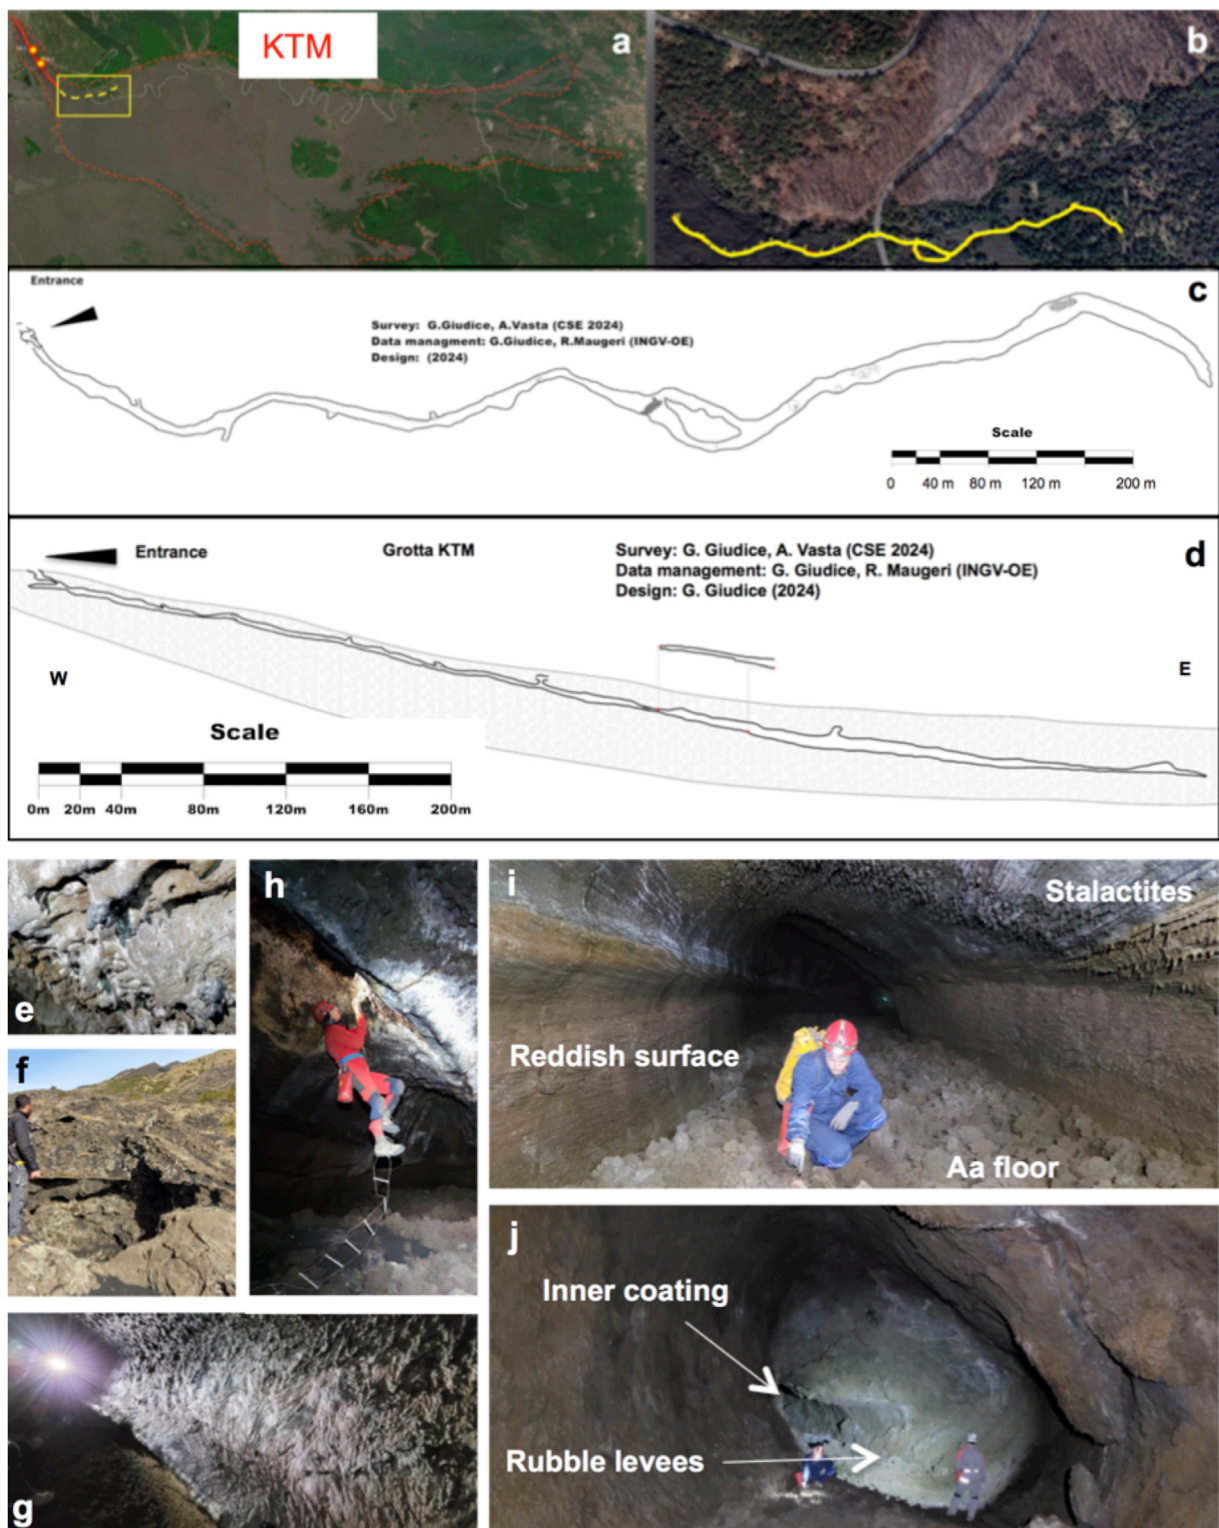 KTM
a
b
Entrance
c
Survey: G.Giudice, A.Vasta (CSE 2024)
Data managment: G.Giudice, R.Maugeri (INGV-OE)
Design: (2024)
Scale
0 40 m 80 m 120 m 200 m
Entrance
Grotta KTM
Survey: G. Giudice, A. Vasta (CSE 2024)
Data management: G. Giudice, R. Maugeri (INGV-OE)
Design: G. Giudice (2024)
d
W
E
Scale
0m 20m 40m 80m 120m 160m 200m
e
f
g
h
i
Stalactites
Reddish surface
Aa floor
j
Inner coating
Rubble levees